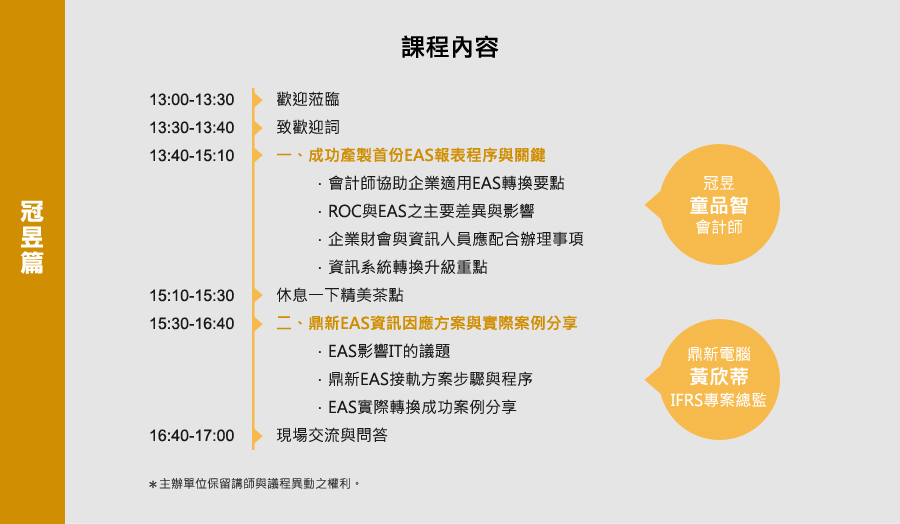 冠昱篇
課程內容
13:00-13:30 歡迎蒞臨
13:30-13:40 致歡迎詞
13:40-15:10 一、成功產製首份EAS報表程序與關鍵
．會計師協助企業適用EAS轉換要點
．ROC與EAS之主要差異與影響
．企業財會與資訊人員應配合辦理事項
．資訊系統轉換升級重點
冠昱
童品智
會計師
15:10-15:30 休息一下精美茶點
15:30-16:40 二、鼎新EAS資訊因應方案與實際案例分享
．EAS影響IT的議題
．鼎新EAS接軌方案步驟與程序
．EAS實際轉換成功案例分享
鼎新電腦
黃欣蒂
IFRS專案總監
16:40-17:00 現場交流與問答
＊主辦單位保留講師與議程異動之權利。